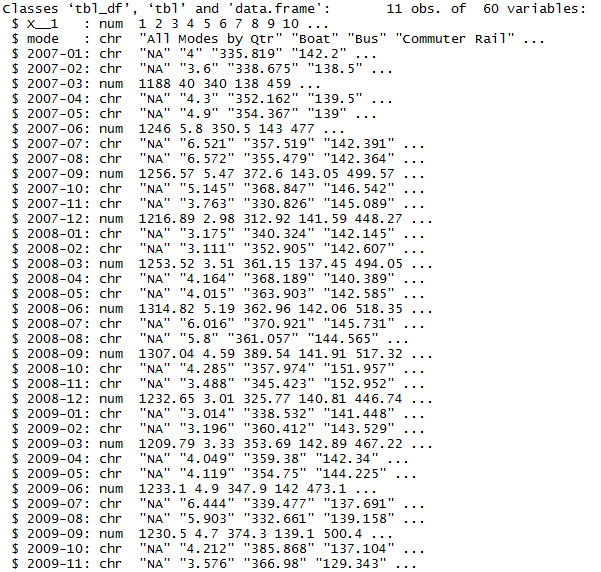 Classes ‘tbl_df’, ‘tbl’ and 'data.frame': 11 obs. of 60 variables:
$ X__1 : num 1 2 3 4 5 6 7 8 9 10 ...
$ mode : chr "All Modes by Qtr" "Boat" "Bus" "Commuter Rail" ...
$ 2007-01: chr "NA" "4" "335.819" "142.2" ...
$ 2007-02: chr "NA" "3.6" "338.675" "138.5" ...
$ 2007-03: num 1188 40 340 138 459 ...
$ 2007-04: chr "NA" "4.3" "352.162" "139.5" ...
$ 2007-05: chr "NA" "4.9" "354.367" "139" ...
$ 2007-06: num 1246 5.8 350.5 143 477 ...
$ 2007-07: chr "NA" "6.521" "357.519" "142.391" ...
$ 2007-08: chr "NA" "6.572" "355.479" "142.364" ...
$ 2007-09: num 1256.57 5.47 372.6 143.05 499.57 ...
$ 2007-10: chr "NA" "5.145" "368.847" "146.542" ...
$ 2007-11: chr "NA" "3.763" "330.826" "145.089" ...
$ 2007-12: num 1216.89 2.98 312.92 141.59 448.27 ...
$ 2008-01: chr "NA" "3.175" "340.324" "142.145" ...
$ 2008-02: chr "NA" "3.111" "352.905" "142.607" ...
$ 2008-03: num 1253.52 3.51 361.15 137.45 494.05 ...
$ 2008-04: chr "NA" "4.164" "368.189" "140.389" ...
$ 2008-05: chr "NA" "4.015" "363.903" "142.585" ...
$ 2008-06: num 1314.82 5.19 362.96 142.06 518.35 ...
$ 2008-07: chr "NA" "6.016" "370.921" "145.731" ...
$ 2008-08: chr "NA" "5.8" "361.057" "144.565" ...
$ 2008-09: num 1307.04 4.59 389.54 141.91 517.32 ...
$ 2008-10: chr "NA" "4.285" "357.974" "151.957" ...
$ 2008-11: chr "NA" "3.488" "345.423" "152.952" ...
$ 2008-12: num 1232.65 3.01 325.77 140.81 446.74 ...
$ 2009-01: chr "NA" "3.014" "338.532" "141.448" ...
$ 2009-02: chr "NA" "3.196" "360.412" "143.529" ...
$ 2009-03: num 1209.79 3.33 353.69 142.89 467.22 ...
$ 2009-04: chr "NA" "4.049" "359.38" "142.34" ...
$ 2009-05: chr "NA" "4.119" "354.75" "144.225" ...
$ 2009-06: num 1233.1 4.9 347.9 142 473.1 ...
$ 2009-07: chr "NA" "6.444" "339.477" "137.691" ...
$ 2009-08: chr "NA" "5.903" "332.661" "139.158" ...
$ 2009-09: num 1230.5 4.7 374.3 139.1 500.4 ...
$ 2009-10: chr "NA" "4.212" "385.868" "137.104" ...
$ 2009-11: chr "NA" "3.576" "366.98" "129.343" ...